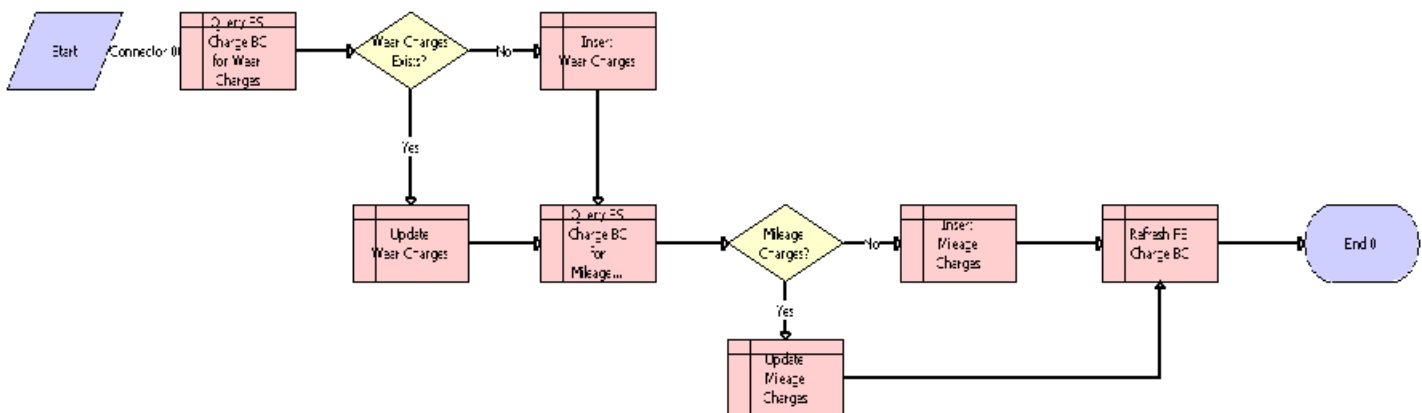 Start
Connector 0
Query FS
Charge BC
for Wear
Charges
Wear Charges
Exists?
No
Insert
Wear Charges
Yes
Update
Wear Charges
Query FS
Charge BC
for
Mileage...
Mileage
Charges?
No
Insert
Mileage
Charges
Refresh FS
Charge BC
End 0
Yes
Update
Mileage
Charges